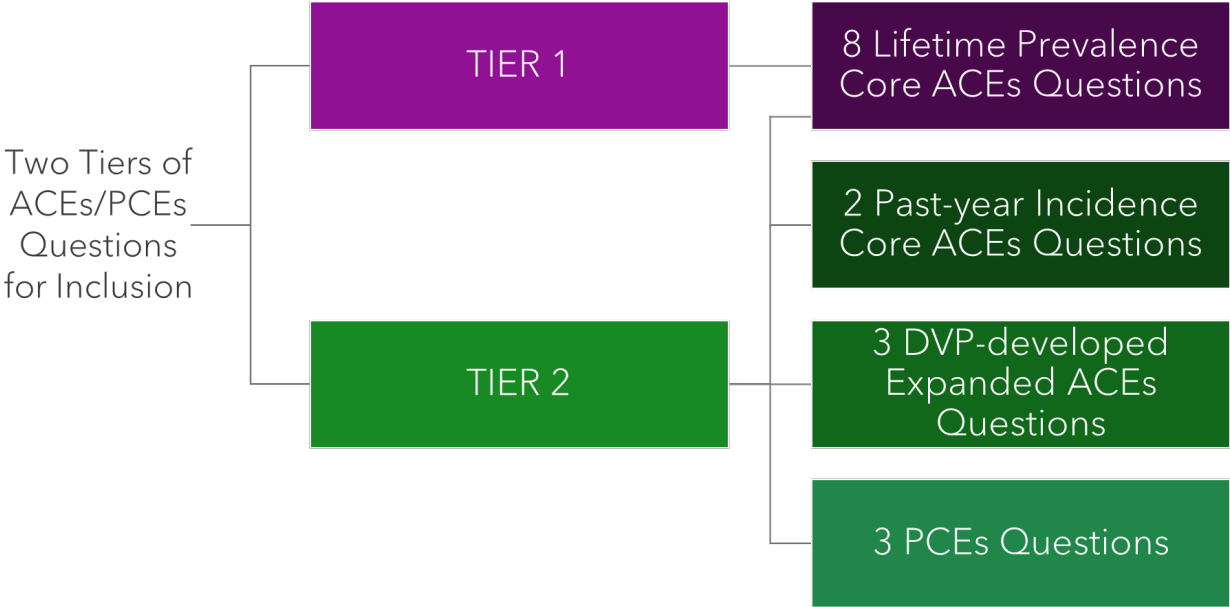 Two Tiers of
ACEs/PCEs
Questions
for Inclusion
TIER 1
TIER 2
8 Lifetime Prevalence
Core ACEs Questions
2 Past-year Incidence
Core ACEs Questions
3 DVP-developed
Expanded ACEs
Questions
3 PCEs Questions